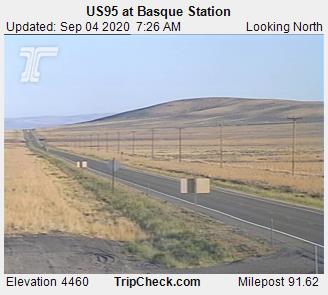 US95 at Basque Station
Updated: Sep 04 2020 7:26 AM Looking North
Elevation 4460 TripCheck.com Milepost 91.62